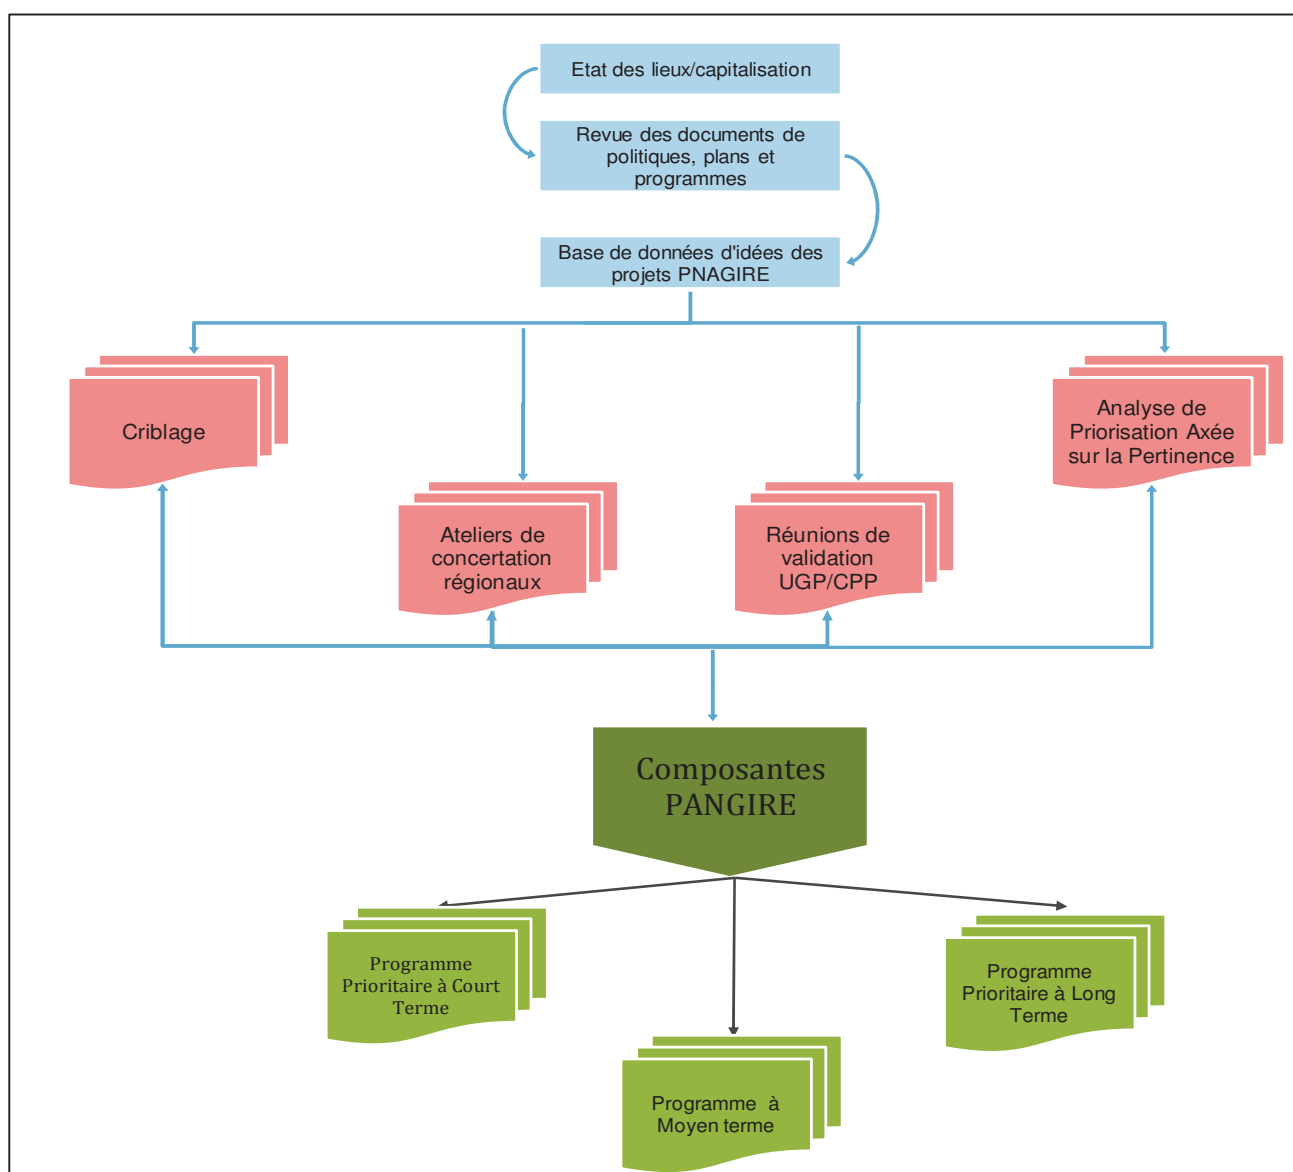 Etat des lieux/capitalisation
Revue des documents de
politiques, plans et
programmes
Base de données d'idées des
projets PNAGIRE
Criblage
Analyse de
Priorisation Axée
sur la Pertinence
Ateliers de
concertation
régionaux
Réunions de
validation
UGP/CPP
Composantes
PANGIRE
Programme
Prioritaire à Court
Terme
Programme
Prioritaire à Long
Terme
Programme à
Moyen terme